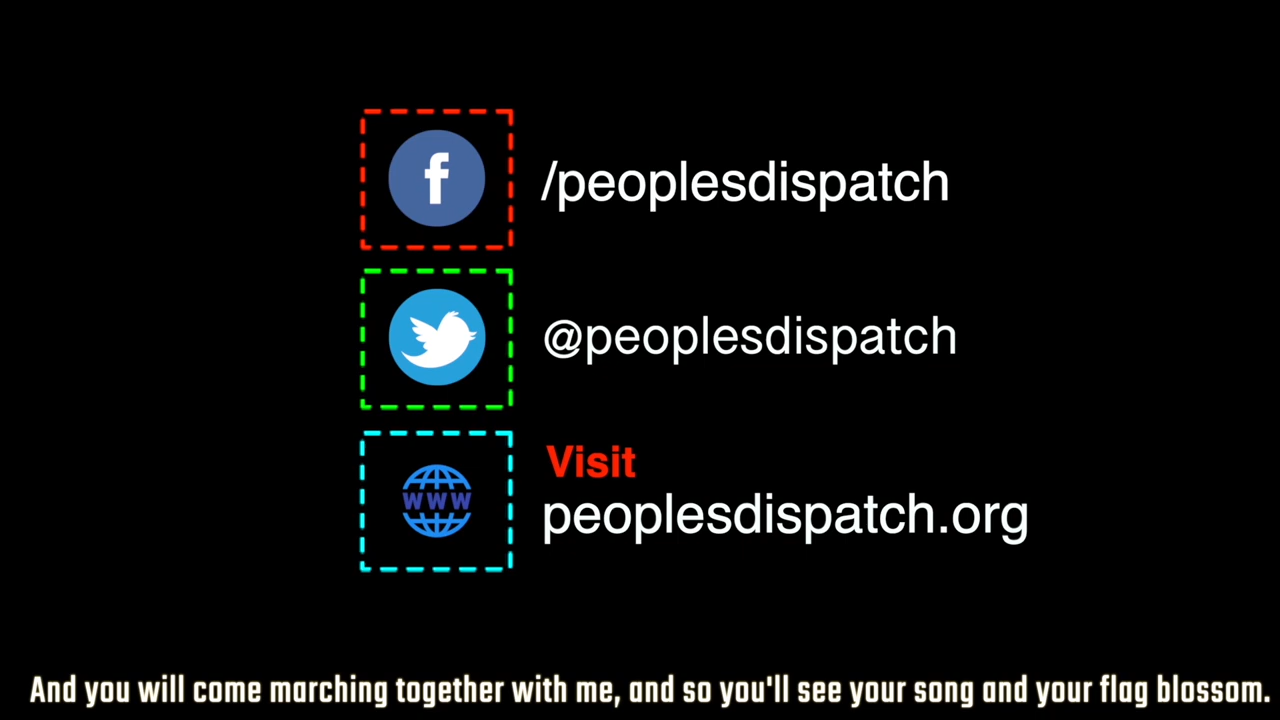 f
/peoplesdispatch
@peoplesdispatch
WWW
Visit
peoplesdispatch.org
And you will come marching together with me, and so you'll see your song and your flag blossom.